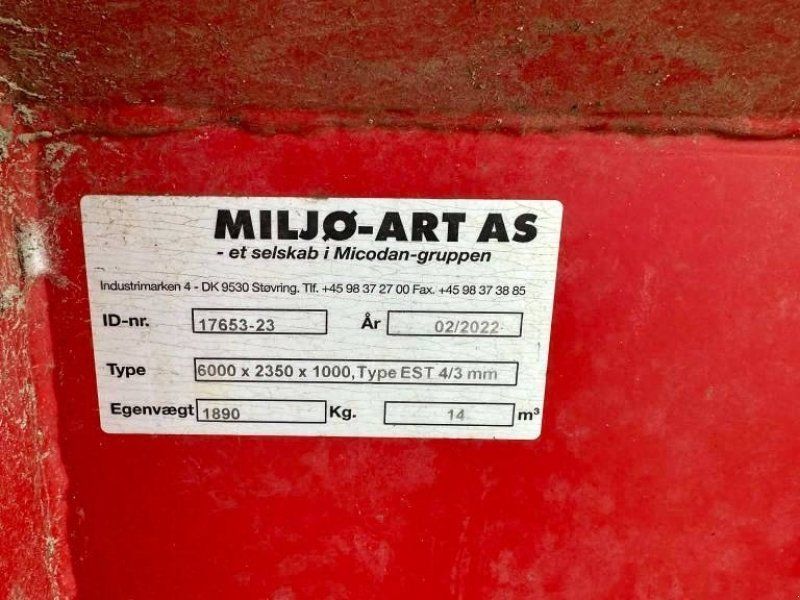 MILJØ-ART AS
- et selskab i Micodan-gruppen
Industrimarken 4 - DK 9530 Støvring. Tlf. +45 98 37 27 00 Fax. +45 98 37 38 85
ID-nr. 17653-23 År 02/2022
Type 6000 x 2350 x 1000, Type EST 4/3 mm
Egenvægt 1890 Kg. 14 m³